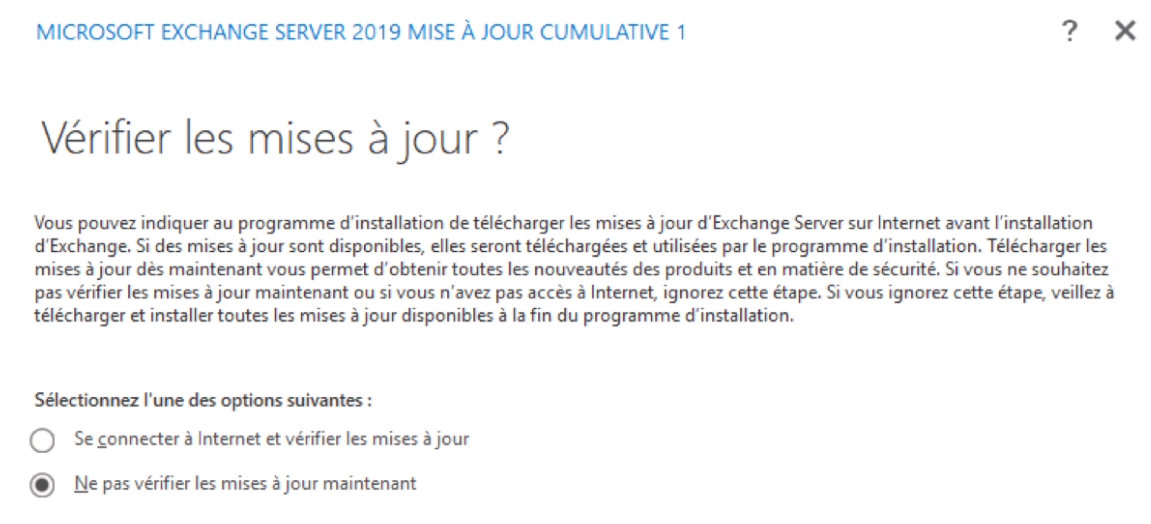 MICROSOFT EXCHANGE SERVER 2019 MISE À JOUR CUMULATIVE 1
?
Vérifier les mises à jour ?
Vous pouvez indiquer au programme d'installation de télécharger les mises à jour d'Exchange Server sur Internet avant l'installation
d'Exchange. Si des mises à jour sont disponibles, elles seront téléchargées et utilisées par le programme d'installation. Télécharger les
mises à jour dès maintenant vous permet d'obtenir toutes les nouveautés des produits et en matière de sécurité. Si vous ne souhaitez
pas vérifier les mises à jour maintenant ou si vous n'avez pas accès à Internet, ignorez cette étape. Si vous ignorez cette étape, veillez à
télécharger et installer toutes les mises à jour disponibles à la fin du programme d'installation.
Sélectionnez l'une des options suivantes :
Se connecter à Internet et vérifier les mises à jour
Ne pas vérifier les mises à jour maintenant